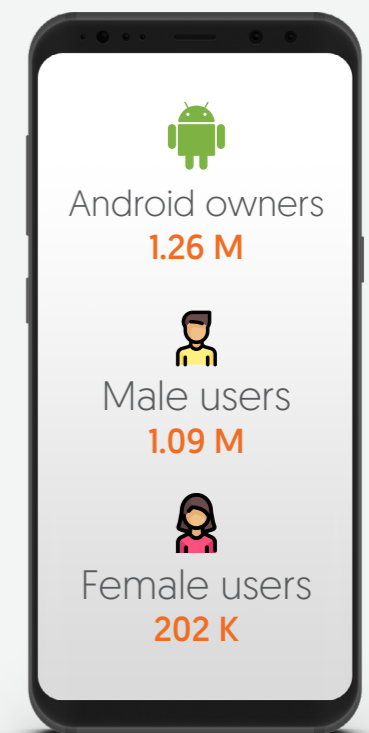 Android owners
1.26 M
Male users
1.09 M
Female users
202 K